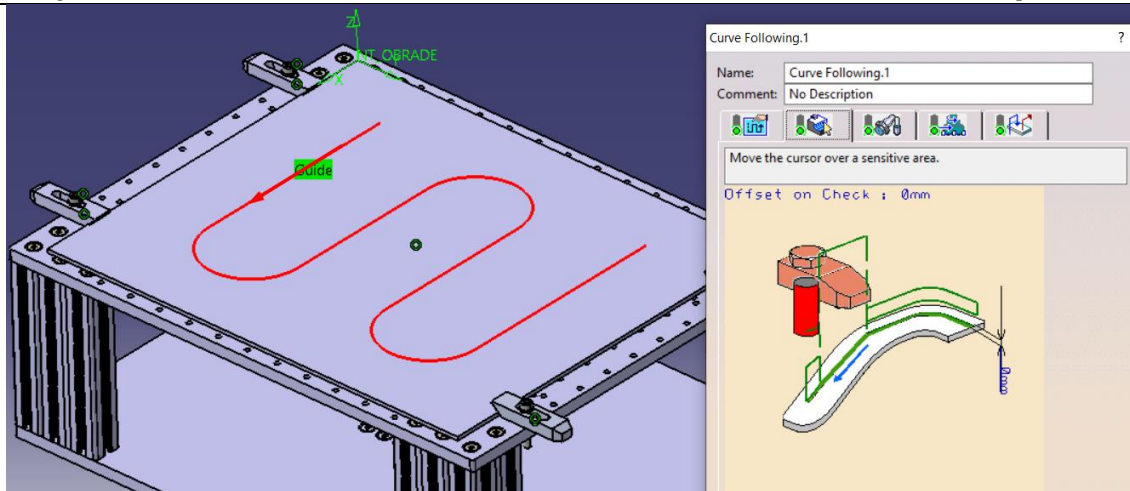 Z
NT_OBRADE
X
Guide
Curve Following.1
?
Name:
Curve Following.1
Comment:
No Description
Move the cursor over a sensitive area.
Offset on Check : 0mm
0mm